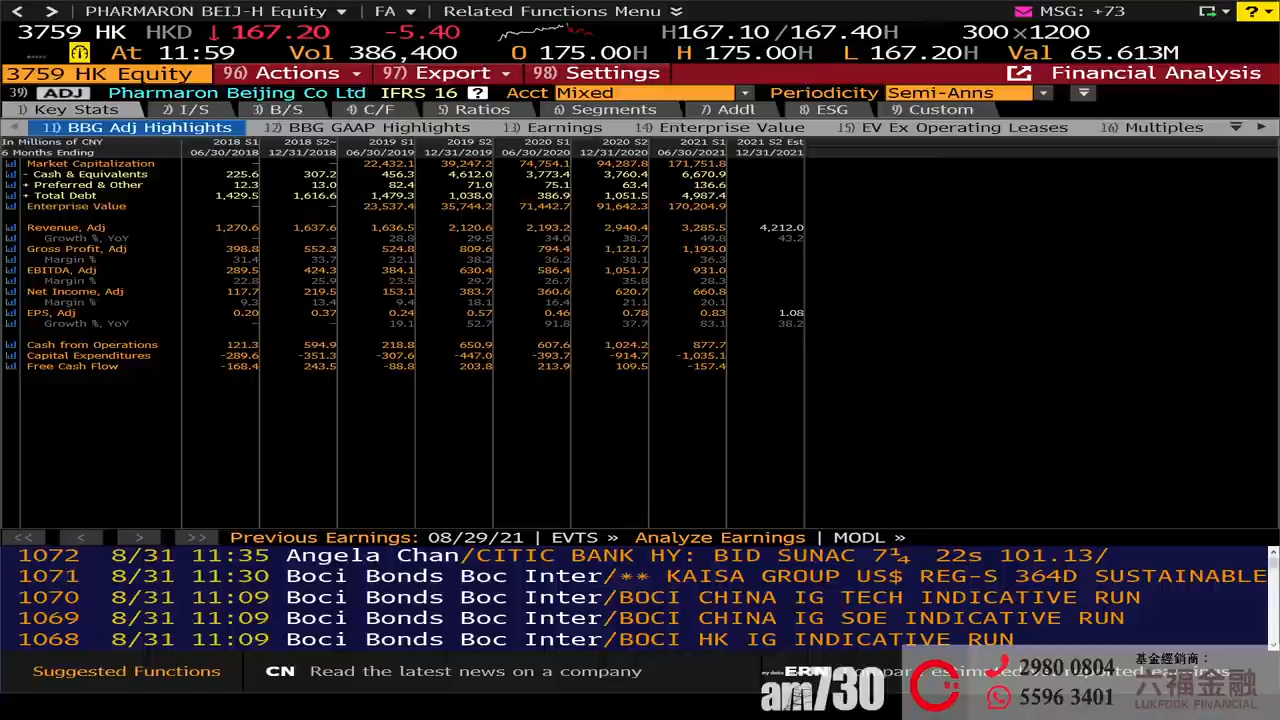 < > PHARMARON BEIJ-H Equity FA Related Functions Menu MSG: +73 ?
3759 HK HKD ↓ 167.20 -5.40 H167.10/167.40H 300x1200
At 11:59 Vol 386,400 O 175.00H H 175.00H L 167.20H Val 65.613M
3759 HK Equity 96) Actions 97) Export 98) Settings Financial Analysis
39) ADJ Pharmaron Beijing Co Ltd IFRS 16 ? Acct Mixed Periodicity Semi-Anns
1) Key Stats 2) I/S 3) B/S 4) C/F 5) Ratios 6) Segments 7) Addl 8) ESG 9) Custom
11) BBG Adj Highlights 12) BBG GAAP Highlights 13) Earnings 14) Enterprise Value 15) EV Ex Operating Leases 16) Multiples
In Millions of CNY 2018 S1 2018 S2~ 2019 S1 2019 S2 2020 S1 2020 S2 2021 S1 2021 S2 Est
6 Months Ending 06/30/2018 12/31/2018 06/30/2019 12/31/2019 06/30/2020 12/31/2020 06/30/2021 12/31/2021
Market Capitalization – – 22,432.1 39,247.2 74,754.1 94,287.8 171,751.8
- Cash & Equivalents 225.6 307.2 456.3 4,612.0 3,773.4 3,760.4 6,670.9
+ Preferred & Other 12.3 13.0 82.4 71.0 75.1 63.4 136.6
+ Total Debt 1,429.5 1,616.6 1,479.3 1,038.0 386.9 1,051.5 4,987.4
Enterprise Value – – 23,537.4 35,744.2 71,442.7 91,642.3 170,204.9
Revenue, Adj 1,270.6 1,637.6 1,636.5 2,120.6 2,193.2 2,940.4 3,285.5 4,212.0
Growth %, YoY – – 28.8 29.5 34.0 38.7 49.8 43.2
Gross Profit, Adj 398.8 552.3 524.8 809.6 794.4 1,121.7 1,193.0
Margin % 31.4 33.7 32.1 38.2 36.2 38.1 36.3
EBITDA, Adj 289.5 424.3 384.1 630.4 586.4 1,051.7 931.0
Margin % 22.8 25.9 23.5 29.7 26.7 35.8 28.3
Net Income, Adj 117.7 219.5 153.1 383.7 360.6 620.7 660.8
Margin % 9.3 13.4 9.4 18.1 16.4 21.1 20.1
EPS, Adj 0.20 0.37 0.24 0.57 0.46 0.78 0.83 1.08
Growth %, YoY – – 19.1 52.7 91.8 37.7 83.1 38.2
Cash from Operations 121.3 594.9 218.8 650.9 607.6 1,024.2 877.7
Capital Expenditures -289.6 -351.3 -307.6 -447.0 -393.7 -914.7 -1,035.1
Free Cash Flow -168.4 243.5 -88.8 203.8 213.9 109.5 -157.4
<< < > >> Previous Earnings: 08/29/21 | EVTS » Analyze Earnings | MODL »
1072 8/31 11:35 Angela Chan/CITIC BANK HY: BID SUNAC 7¼ 22s 101.13/
1071 8/31 11:30 Boci Bonds Boc Inter/** KAISA GROUP US$ REG-S 364D SUSTAINABLE
1070 8/31 11:09 Boci Bonds Boc Inter/BOCI CHINA IG TECH INDICATIVE RUN
1069 8/31 11:09 Boci Bonds Boc Inter/BOCI CHINA IG SOE INDICATIVE RUN
1068 8/31 11:09 Boci Bonds Boc Inter/BOCI HK IG INDICATIVE RUN
Suggested Functions CN Read the latest news on a company ERN
am730
2980 0804
5596 3401
基金經銷商：
六福金融
LUKFOOK FINANCIAL